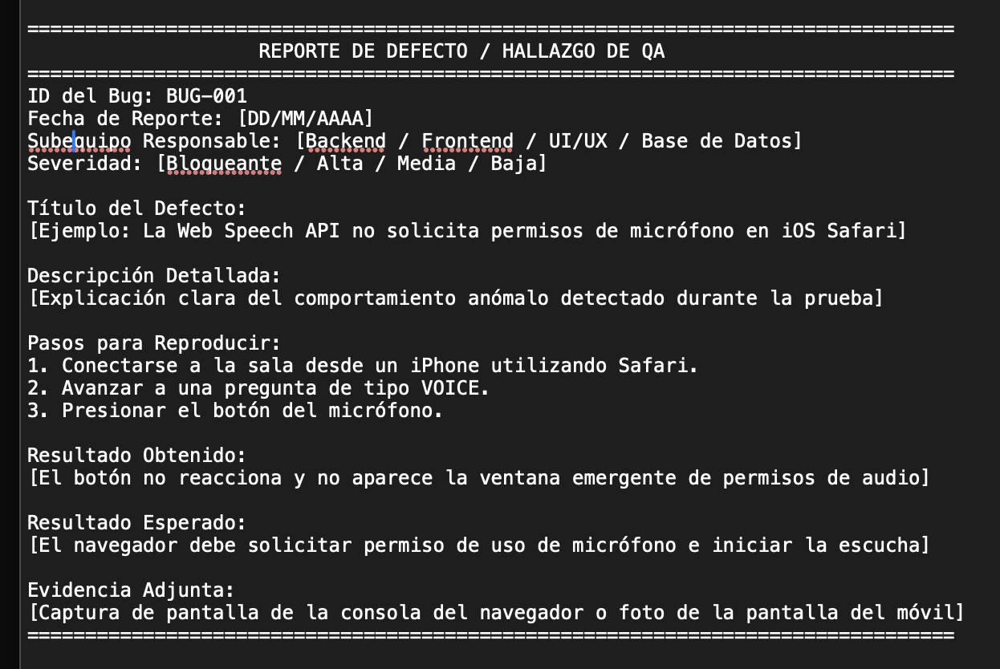 ================================================================================
REPORTE DE DEFECTO / HALLAZGO DE QA
================================================================================
ID del Bug: BUG-001
Fecha de Reporte: [DD/MM/AAAA]
Subequipo Responsable: [Backend / Frontend / UI/UX / Base de Datos]
Severidad: [Bloqueante / Alta / Media / Baja]

Título del Defecto:
[Ejemplo: La Web Speech API no solicita permisos de micrófono en iOS Safari]

Descripción Detallada:
[Explicación clara del comportamiento anómalo detectado durante la prueba]

Pasos para Reproducir:
1. Conectarse a la sala desde un iPhone utilizando Safari.
2. Avanzar a una pregunta de tipo VOICE.
3. Presionar el botón del micrófono.

Resultado Obtenido:
[El botón no reacciona y no aparece la ventana emergente de permisos de audio]

Resultado Esperado:
[El navegador debe solicitar permiso de uso de micrófono e iniciar la escucha]

Evidencia Adjunta:
[Captura de pantalla de la consola del navegador o foto de la pantalla del móvil]
================================================================================